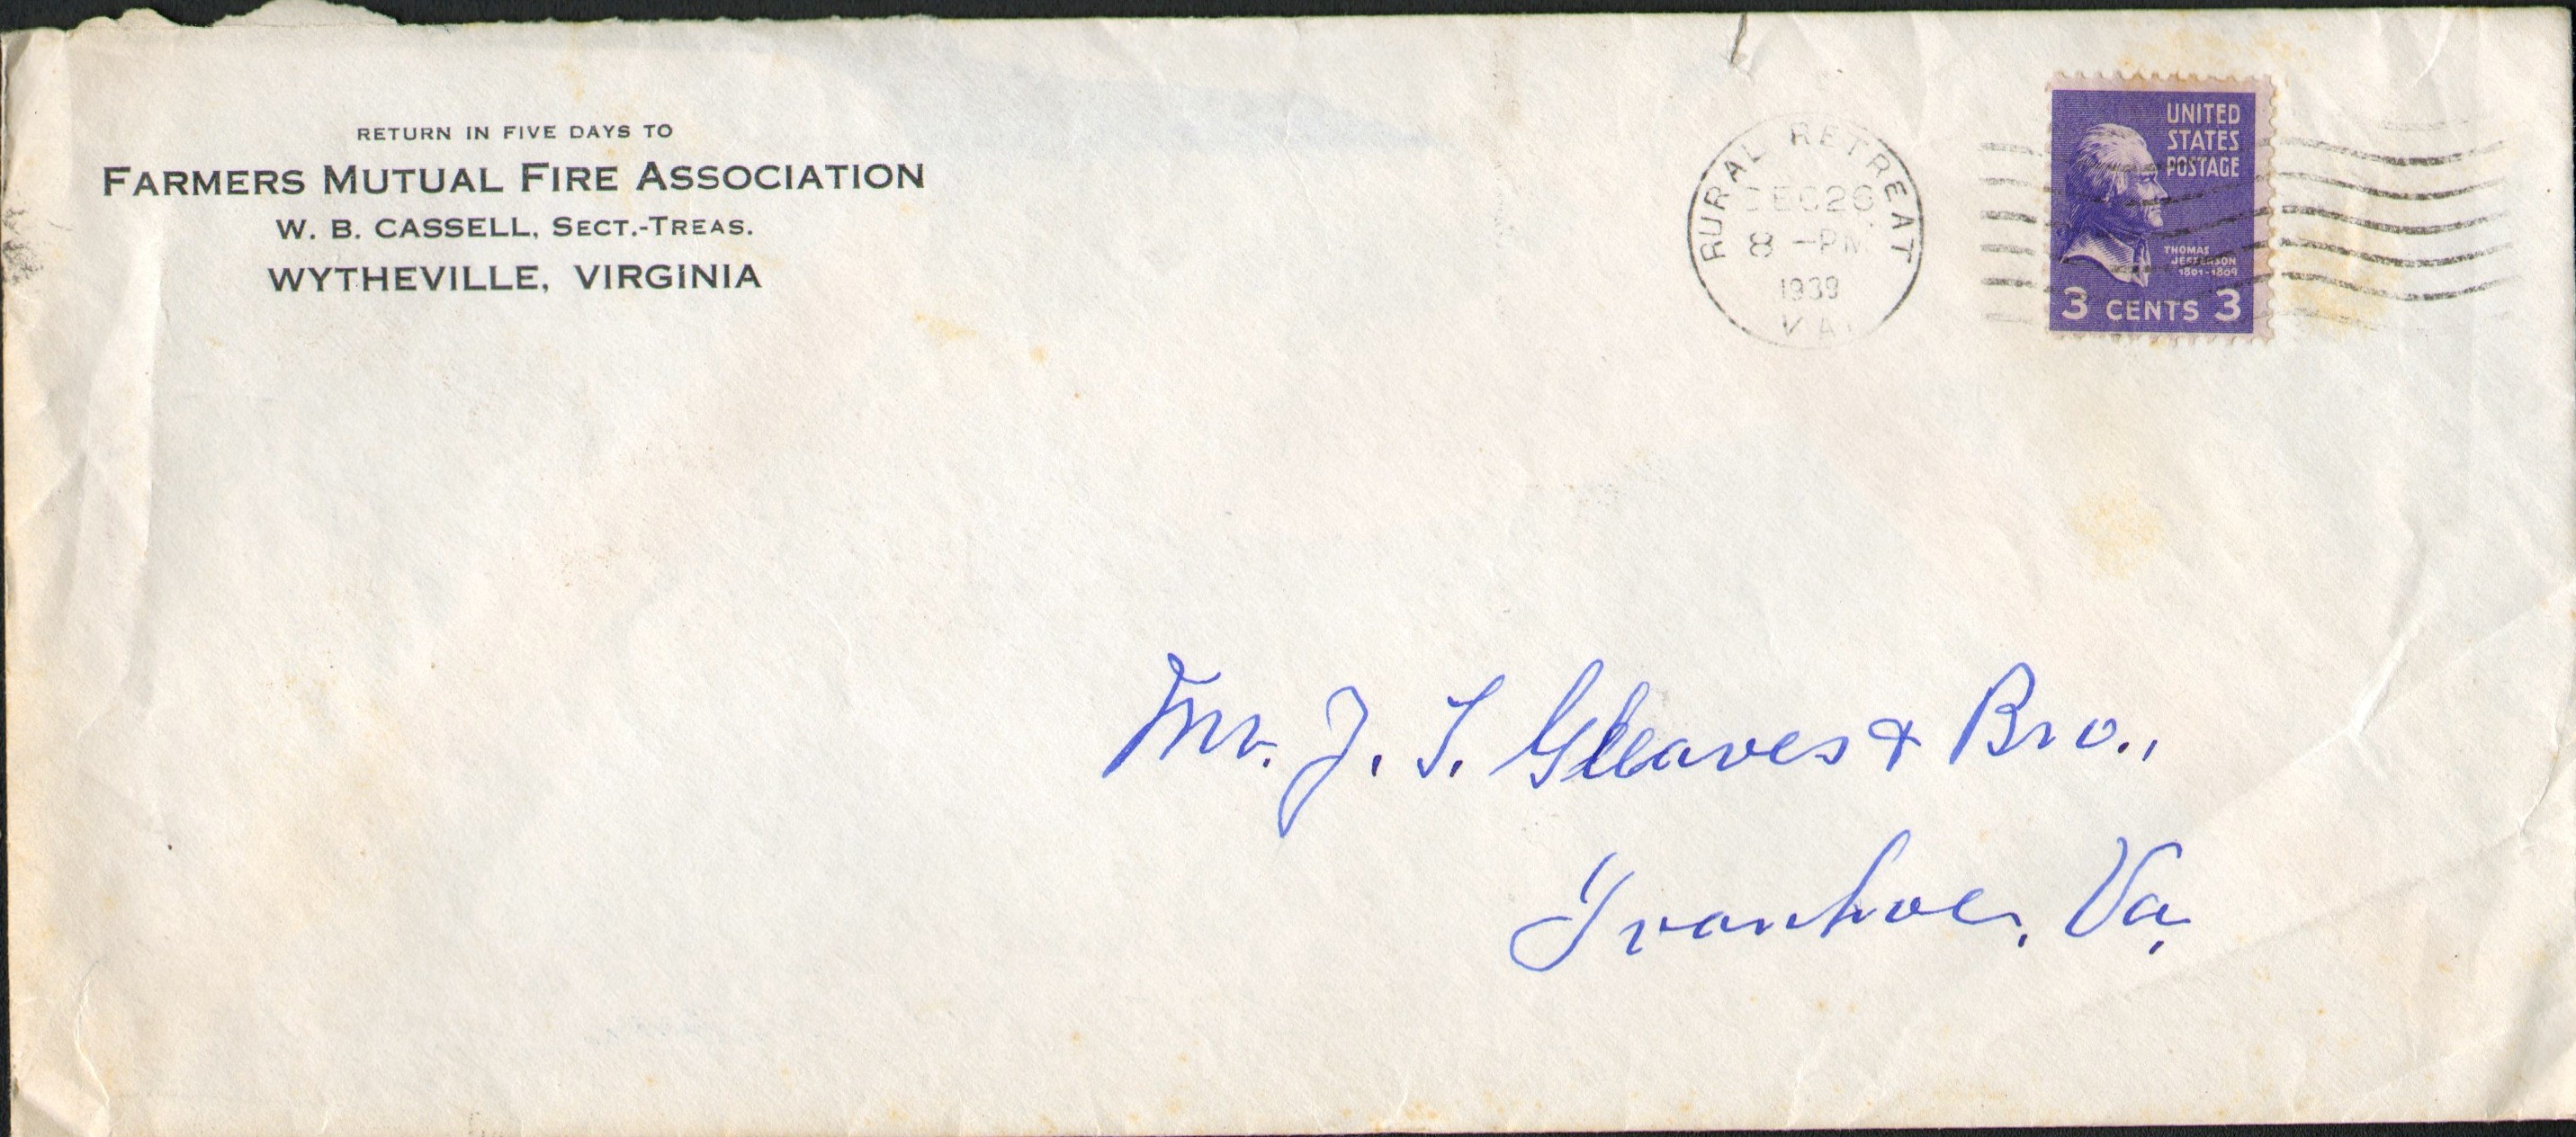 RETURN IN FIVE DAYS TO
FARMERS MUTUAL FIRE ASSOCIATION
W. B. CASSELL, SECT.-TREAS.
WYTHEVILLE, VIRGINIA
RURAL RETREAT
DEC 26
8 -PM
1939
VA.
UNITED
STATES
POSTAGE
THOMAS
JEFFERSON
1801-1809
3 CENTS 3
Mr. J. T. Gleaves & Bro.,
Ivanhoe, Va.